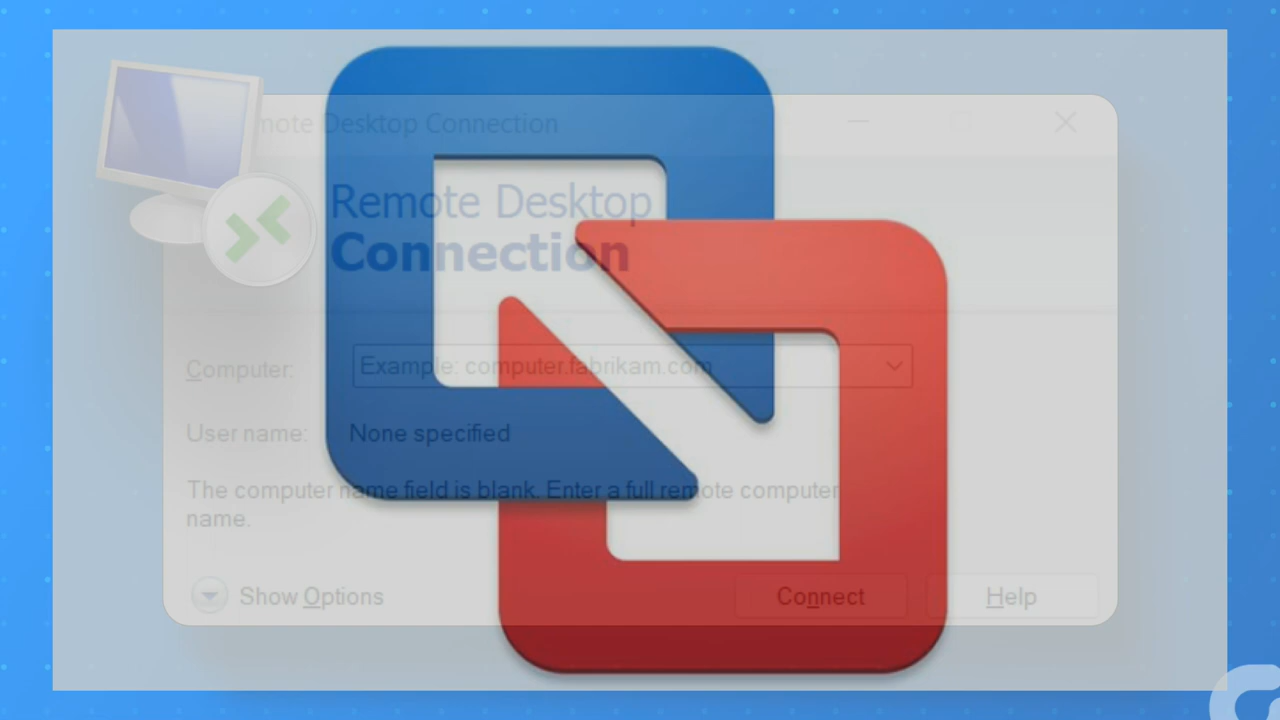 mote Desktop Connection
Remote Desktop
Connection
Computer:
Example: computer.fabrikam.com
User name:
None specified
The computer name field is blank. Enter a full remote computer
name.
Show Options
Connect
Help